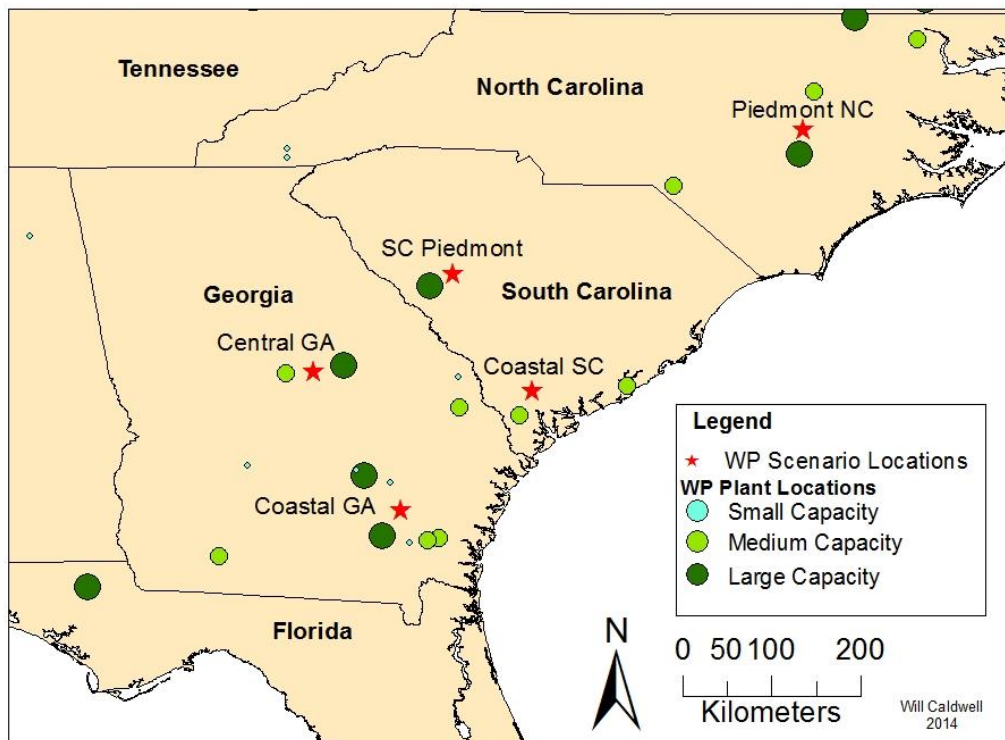 Tennessee
North Carolina
Piedmont NC
SC Piedmont
Georgia
South Carolina
Central GA
Coastal SC
Coastal GA
Florida
Legend
WP Scenario Locations
WP Plant Locations
Small Capacity
Medium Capacity
Large Capacity
N
0 50 100 200
Kilometers
Will Caldwell
2014